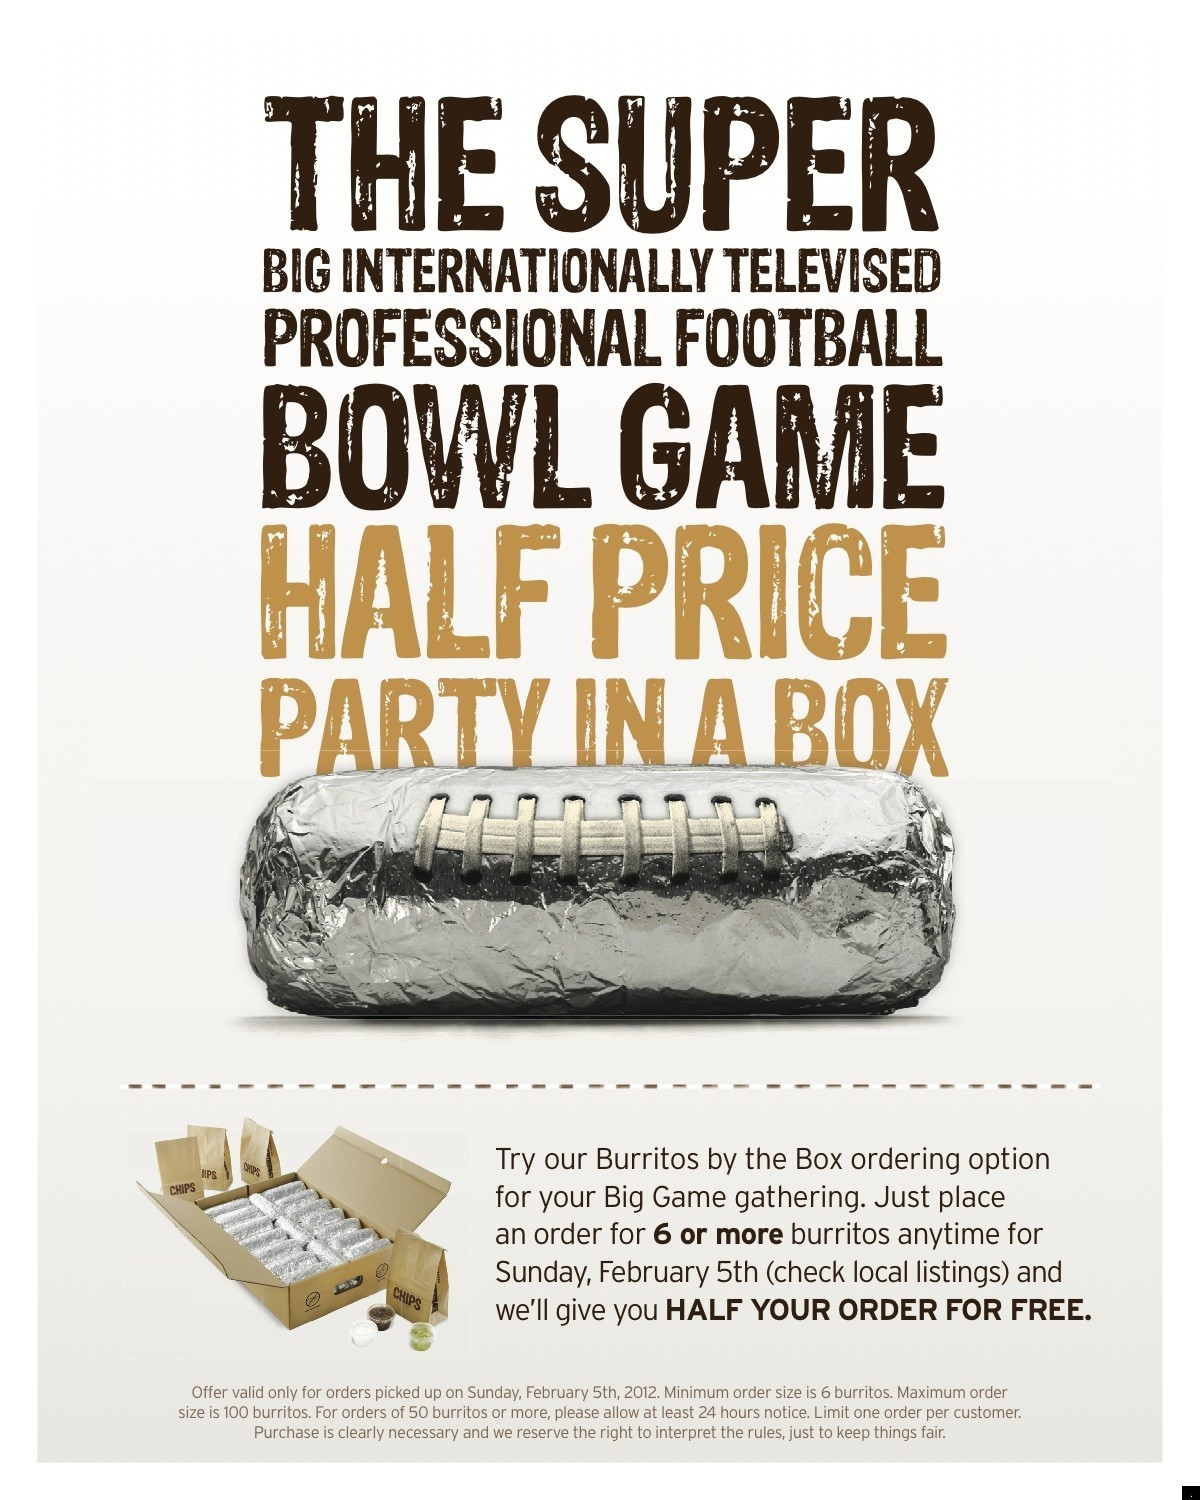 THE SUPER
BIG INTERNATIONALLY TELEVISED
PROFESSIONAL FOOTBALL
BOWL GAME
HALF PRICE
PARTY IN A BOX
CHIPS
IPS
CHIPS
CHIPS
Try our Burritos by the Box ordering option
for your Big Game gathering. Just place
an order for 6 or more burritos anytime for
Sunday, February 5th (check local listings) and
we'll give you HALF YOUR ORDER FOR FREE.
Offer valid only for orders picked up on Sunday, February 5th, 2012. Minimum order size is 6 burritos. Maximum order
size is 100 burritos. For orders of 50 burritos or more, please allow at least 24 hours notice. Limit one order per customer.
Purchase is clearly necessary and we reserve the right to interpret the rules, just to keep things fair.